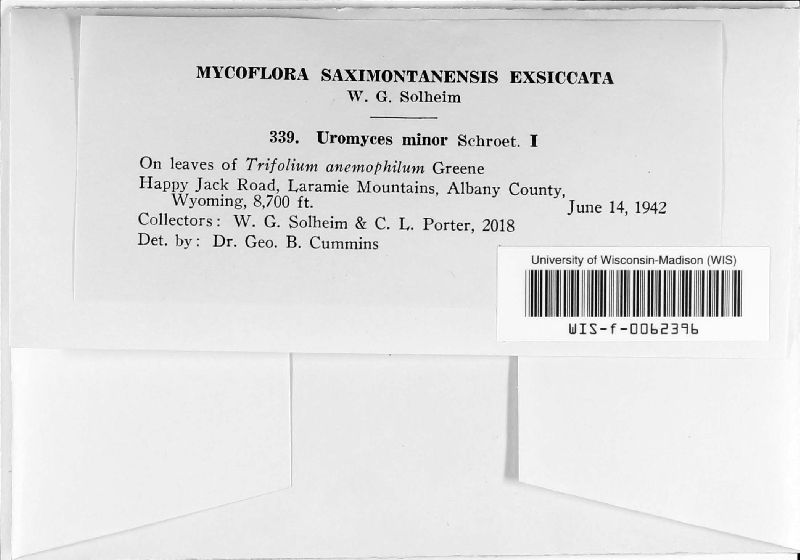 MYCOFLORA SAXIMONTANENSIS EXSICCATA
W. G. Solheim
339. Uromyces minor Schroet. I
On leaves of Trifolium anemophilum Greene
Happy Jack Road, Laramie Mountains, Albany County,
Wyoming, 8,700 ft. June 14, 1942
Collectors: W. G. Solheim & C. L. Porter, 2018
Det. by: Dr. Geo. B. Cummins
University of Wisconsin-Madison (WIS)
WIS-f-0062396